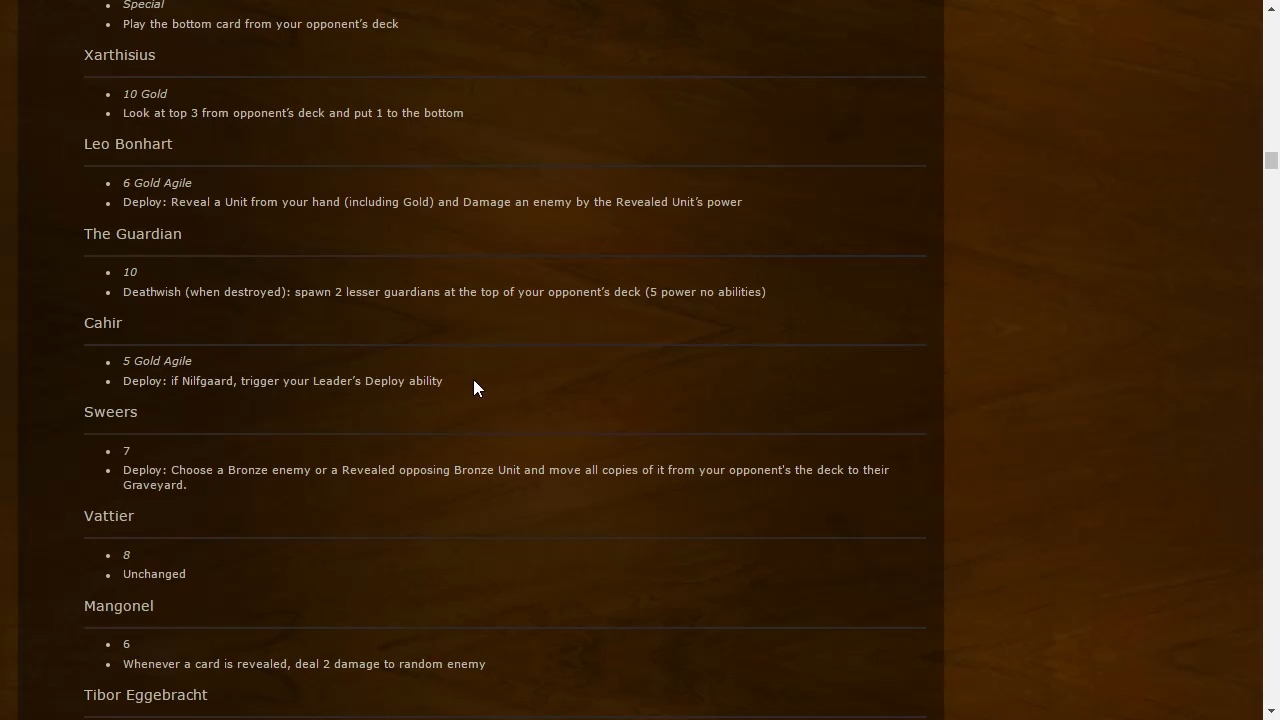 Special
Play the bottom card from your opponent’s deck
Xarthisius
10 Gold
Look at top 3 from opponent’s deck and put 1 to the bottom
Leo Bonhart
6 Gold Agile
Deploy: Reveal a Unit from your hand (including Gold) and Damage an enemy by the Revealed Unit’s power
The Guardian
10
Deathwish (when destroyed): spawn 2 lesser guardians at the top of your opponent’s deck (5 power no abilities)
Cahir
5 Gold Agile
Deploy: if Nilfgaard, trigger your Leader’s Deploy ability
Sweers
7
Deploy: Choose a Bronze enemy or a Revealed opposing Bronze Unit and move all copies of it from your opponent's the deck to their
Graveyard.
Vattier
8
Unchanged
Mangonel
6
Whenever a card is revealed, deal 2 damage to random enemy
Tibor Eggebracht